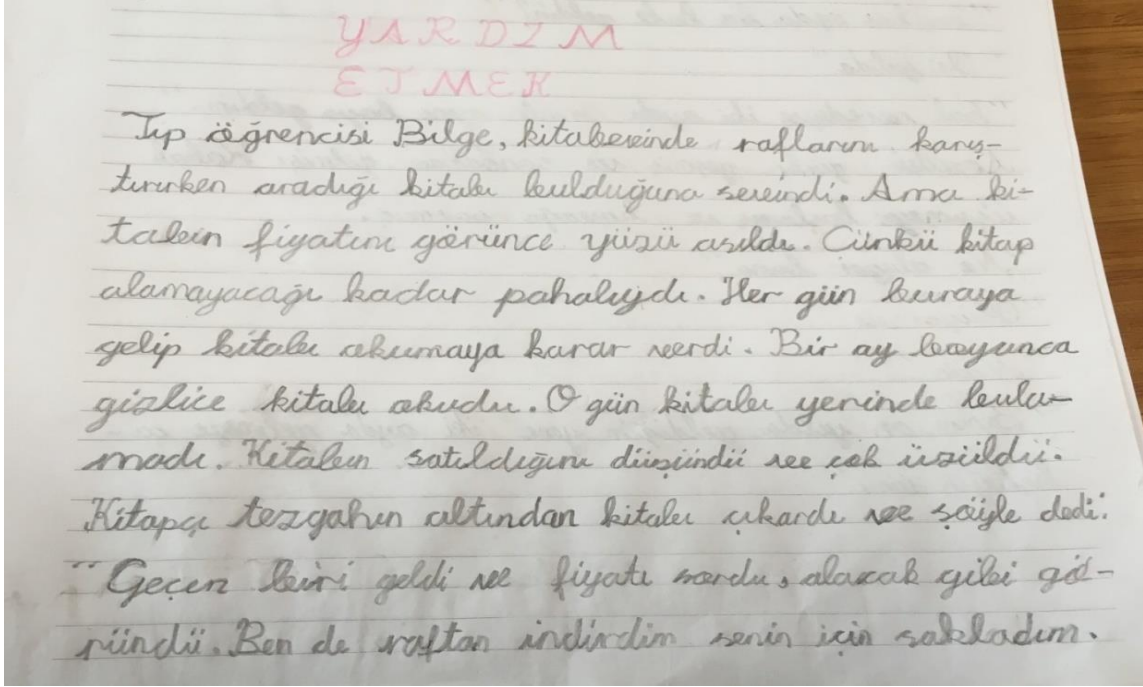 YARDIM
ETMEK
Tıp öğrencisi Bilge, kitabevinde raflarını karış-
tırırken aradığı kitabı bulduğuna sevindi. Ama ki-
tabın fiyatını görünce yüzü asıldı. Çünkü kitap
alamayacağı kadar pahalıydı. Her gün buraya
gelip kitabı okumaya karar verdi. Bir ay boyunca
gizlice kitabı okudu. O gün kitabı yerinde bula-
madı. Kitabın satıldığını düşündü ve çok üzüldü.
Kitapçı tezgahın altından kitabı çıkardı ve şöyle dedi:
"Geçen biri geldi ve fiyatı sordu, alacak gibi gö-
ründü. Ben de raftan indirdim senin için sakladım.